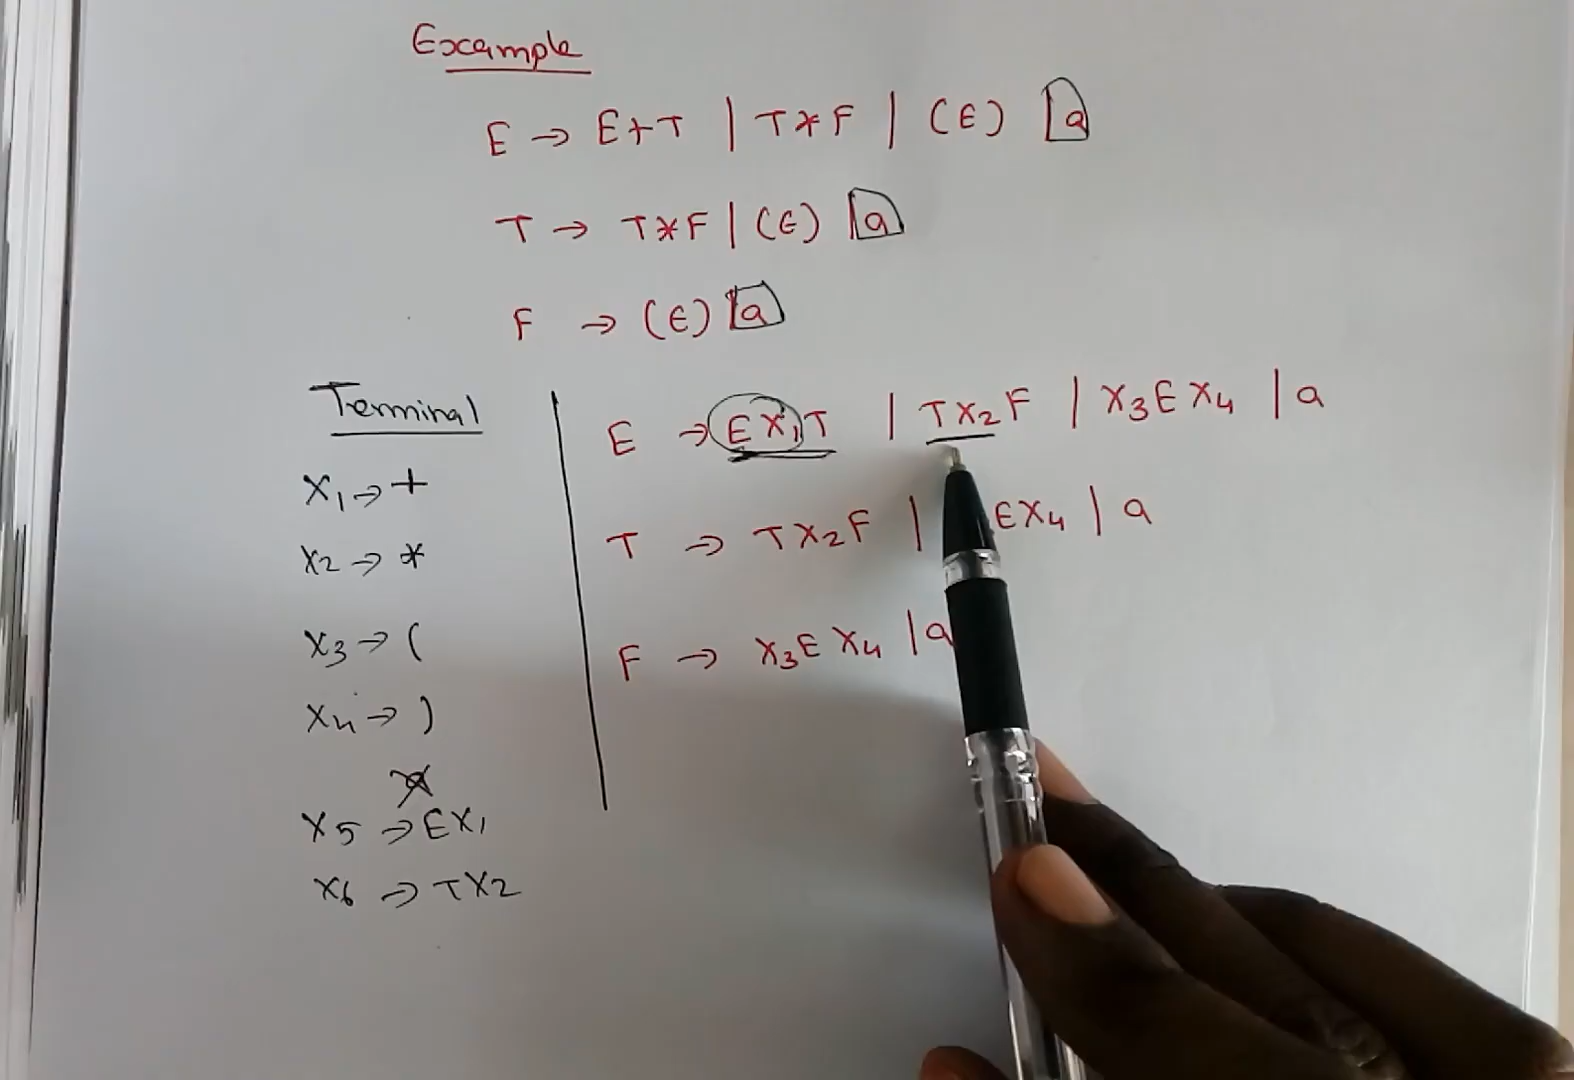 Example
E → E+T | T*F | (E) a
T → T*F | (E) a
F → (E) a
Terminal
X1 → +
X2 → *
X3 → (
X4 → )
X5 → EX1
X6 → TX2
E → EX1T | TX2F | X3EX4 | a
T → TX2F | EX4 | a
F → X3EX4 | a